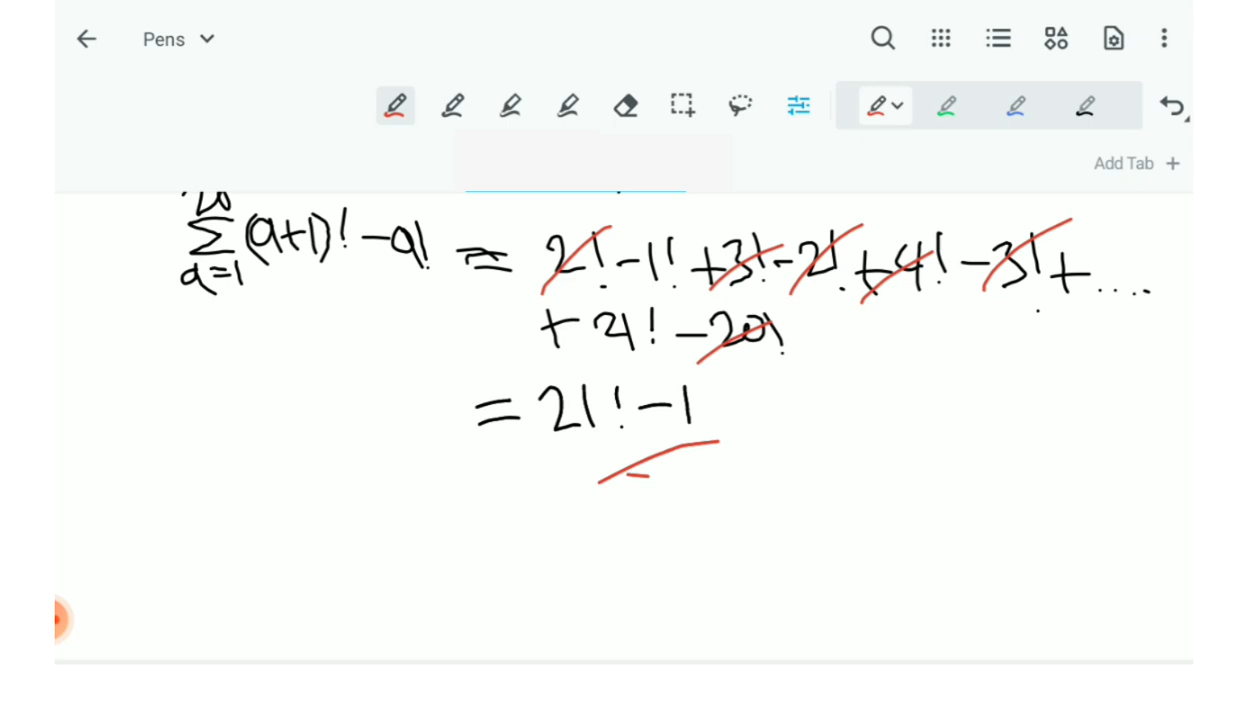 Pens
Add Tab +
20
∑ (a+1)! - a! = 2! - 1! + 3! - 2! + 4! - 3! + ....
a=1
+ 21! - 20!
= 21! - 1